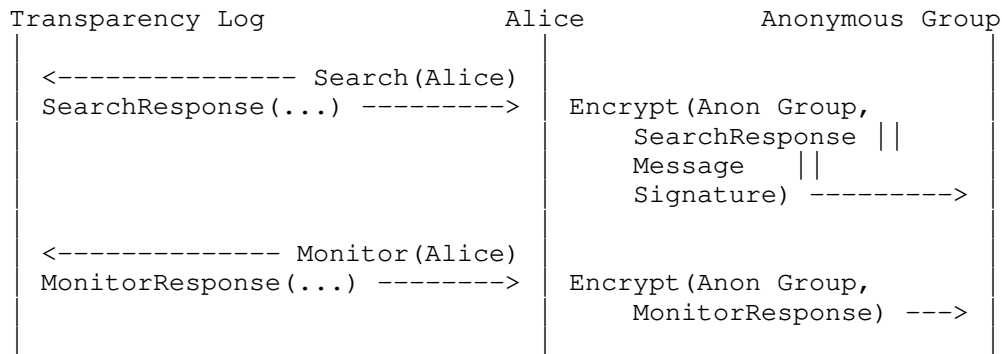 Transparency Log                Alice            Anonymous Group
|                                  |                            |
| <--------------- Search(Alice)   |                            |
| SearchResponse(...) ---------->  | Encrypt(Anon Group,        |
|                                  |     SearchResponse ||      |
|                                  |     Message   ||           |
|                                  |     Signature) ---------->  |
|                                  |                            |
| <-------------- Monitor(Alice)   |                            |
| MonitorResponse(...) --------->  | Encrypt(Anon Group,        |
|                                  |     MonitorResponse) ---->  |
|                                  |                            |